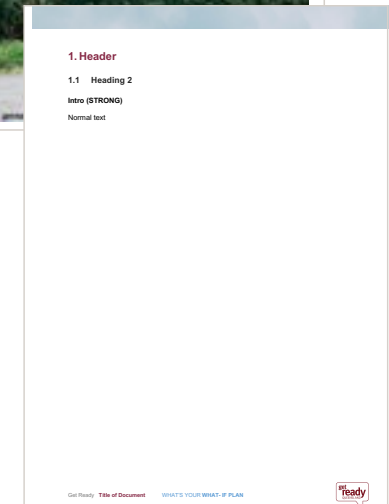 1. Header
1.1 Heading 2
Intro (STRONG)
Normal text
Get Ready Title of Document WHAT'S YOUR WHAT- IF PLAN
get
ready
QUEENSLAND